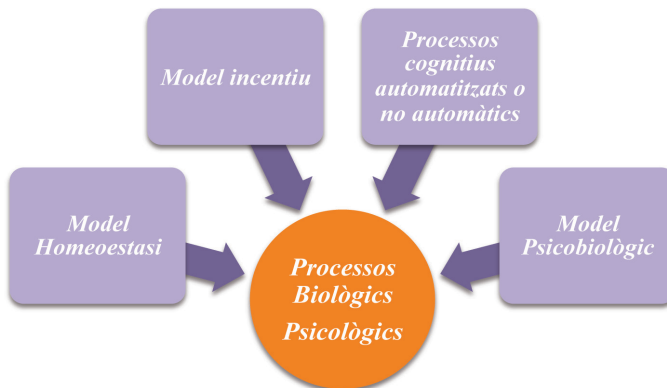 Model incentiu
Processos
cognitius
automatitzats o
no automàtics
Model
Homeoestasi
Processos
Biològics
Psicològics
Model
Psicobiològic